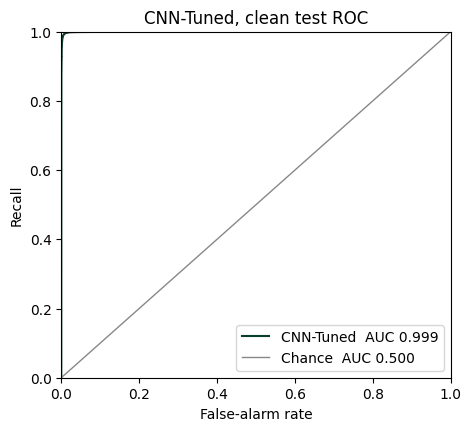 CNN-Tuned, clean test ROC
1.0
0.8
0.6
0.4
0.2
0.0
Recall
CNN-Tuned AUC 0.999
Chance AUC 0.500
0.0 0.2 0.4 0.6 0.8 1.0
False-alarm rate